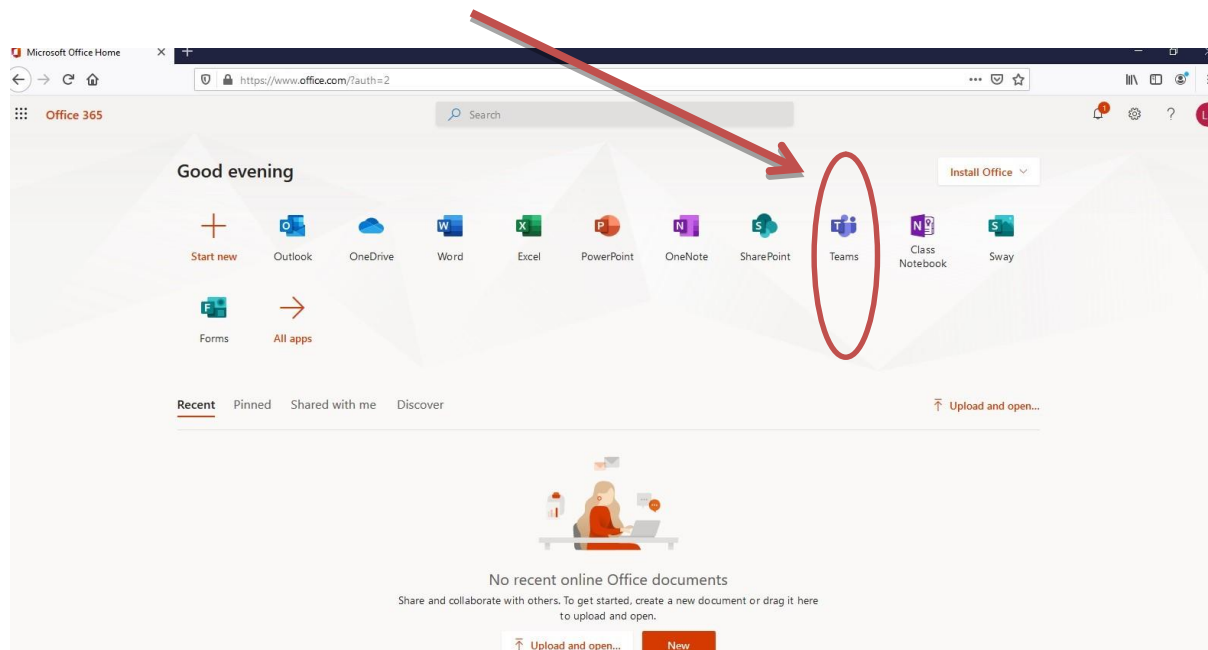 Microsoft Office Home
https://www.office.com/?auth=2
Office 365
Search
1
?
L
Good evening
Install Office
Start new
Outlook
OneDrive
Word
Excel
PowerPoint
OneNote
SharePoint
Teams
Class
Notebook
Sway
Forms
All apps
Recent
Pinned
Shared with me
Discover
Upload and open...
No recent online Office documents
Share and collaborate with others. To get started, create a new document or drag it here
to upload and open.
Upload and open...
New